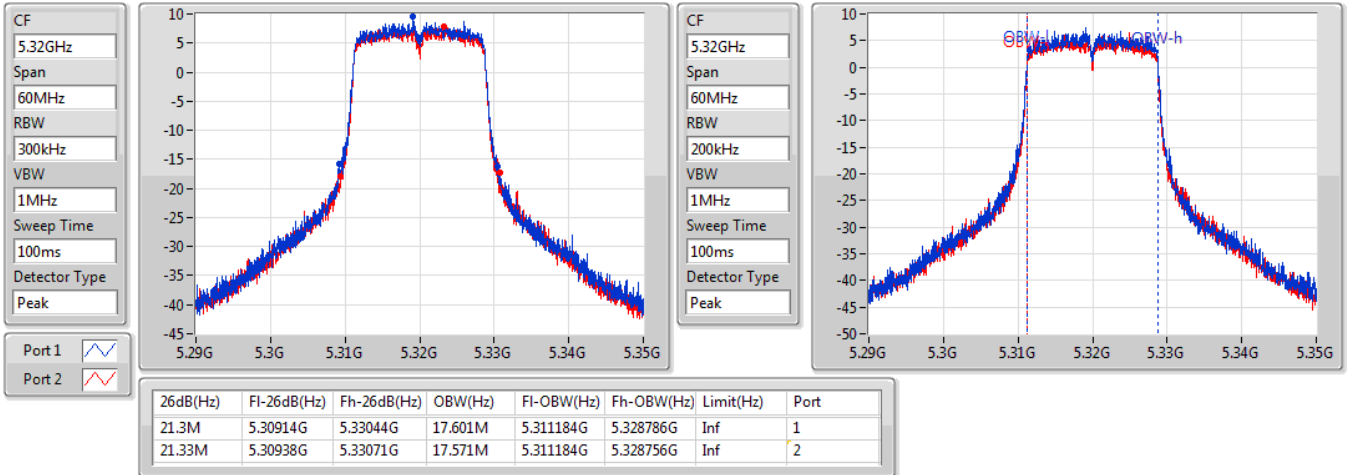 CF
5.32GHz
Span
60MHz
RBW
300kHz
VBW
1MHz
Sweep Time
100ms
Detector Type
Peak
Port 1
Port 2
10
5
0
-5
-10
-15
-20
-25
-30
-35
-40
-45
5.29G 5.3G 5.31G 5.32G 5.33G 5.34G 5.35G
CF
5.32GHz
Span
60MHz
RBW
200kHz
VBW
1MHz
Sweep Time
100ms
Detector Type
Peak
10
5
0
-5
-10
-15
-20
-25
-30
-35
-40
-45
-50
OBW-h
5.29G 5.3G 5.31G 5.32G 5.33G 5.34G 5.35G
26dB(Hz) Fl-26dB(Hz) Fh-26dB(Hz) OBW(Hz) Fl-OBW(Hz) Fh-OBW(Hz) Limit(Hz) Port
21.3M 5.30914G 5.33044G 17.601M 5.311184G 5.328786G Inf 1
21.33M 5.30938G 5.33071G 17.571M 5.311184G 5.328756G Inf 2